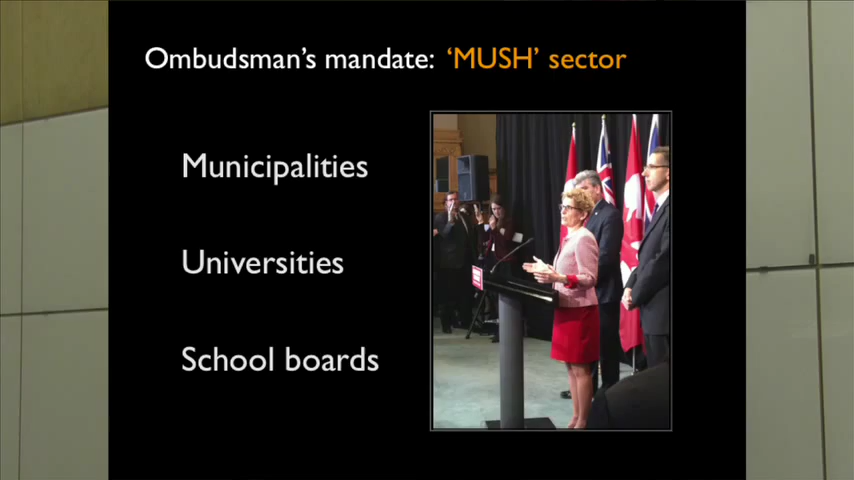 Ombudsman's mandate: 'MUSH' sector
Municipalities
Universities
School boards